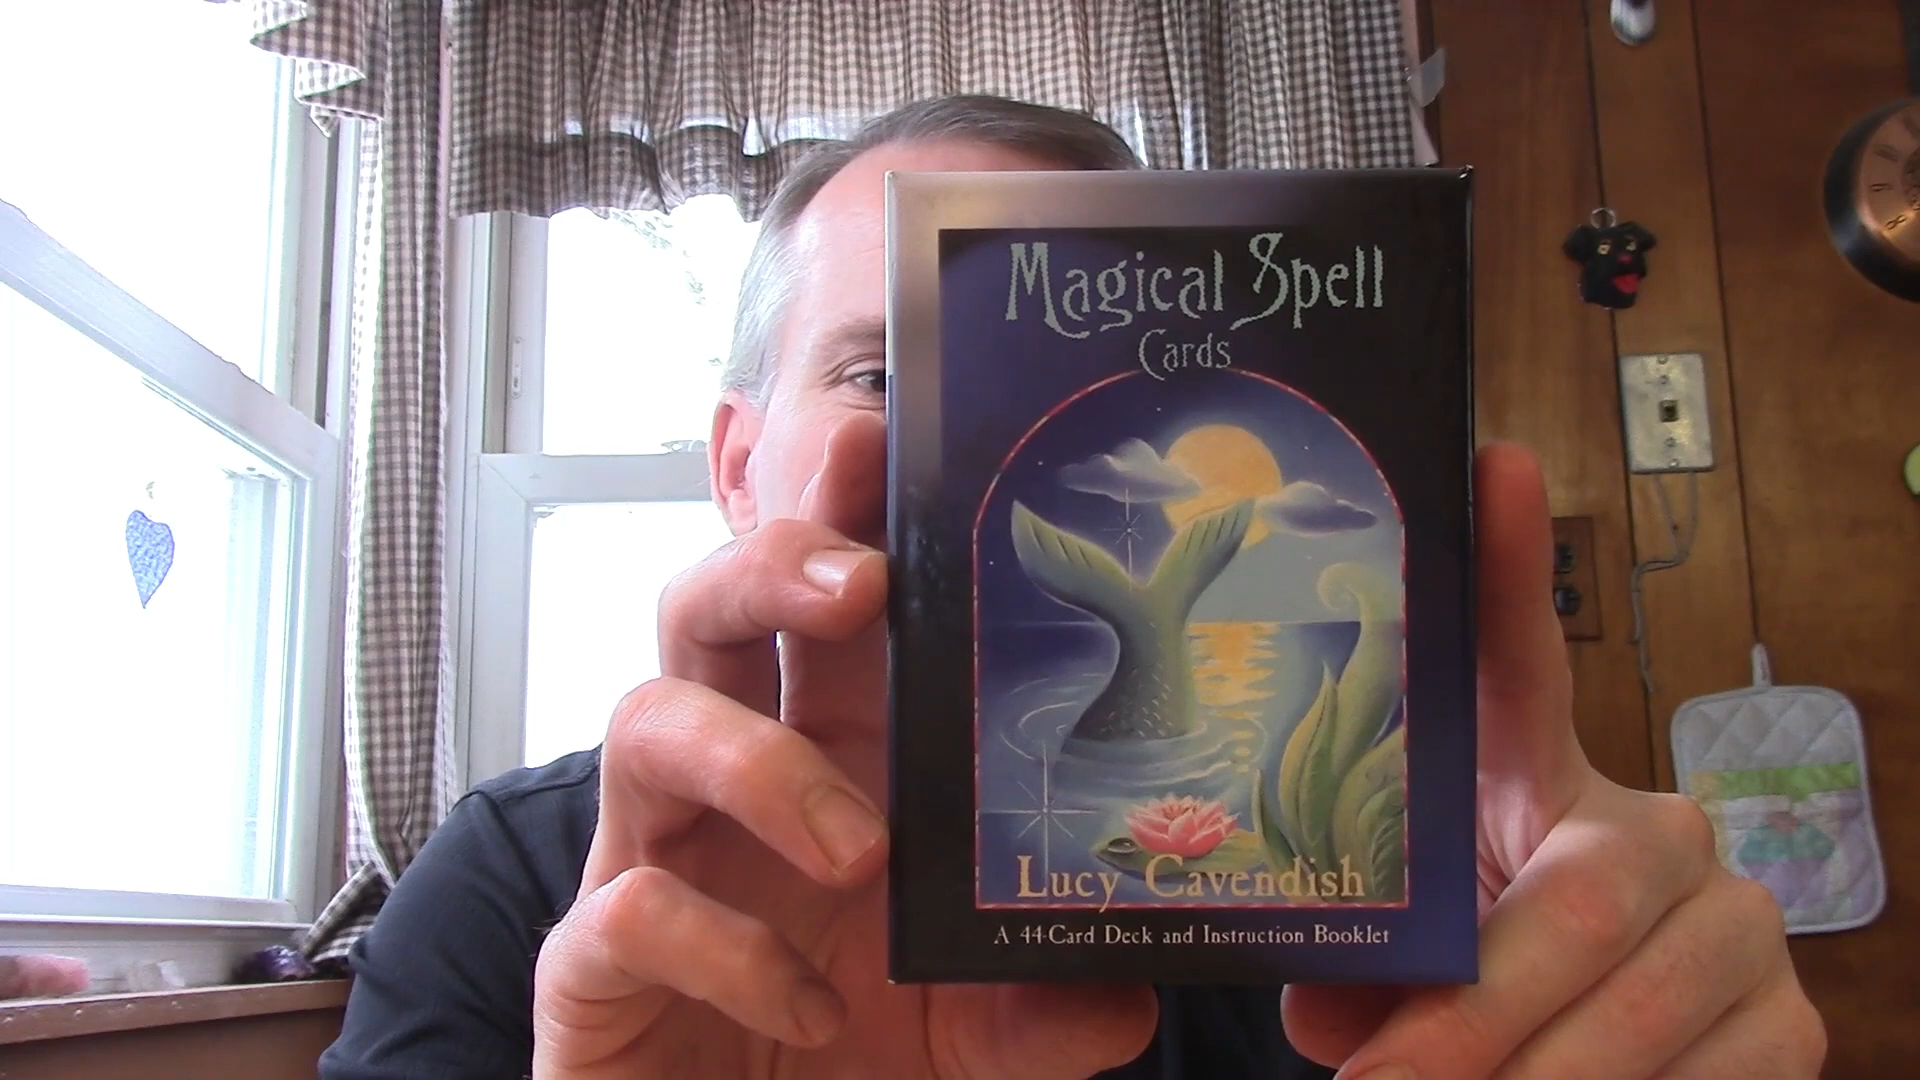 Magical Spell
Cards
Lucy Cavendish
A 44-Card Deck and Instruction Booklet